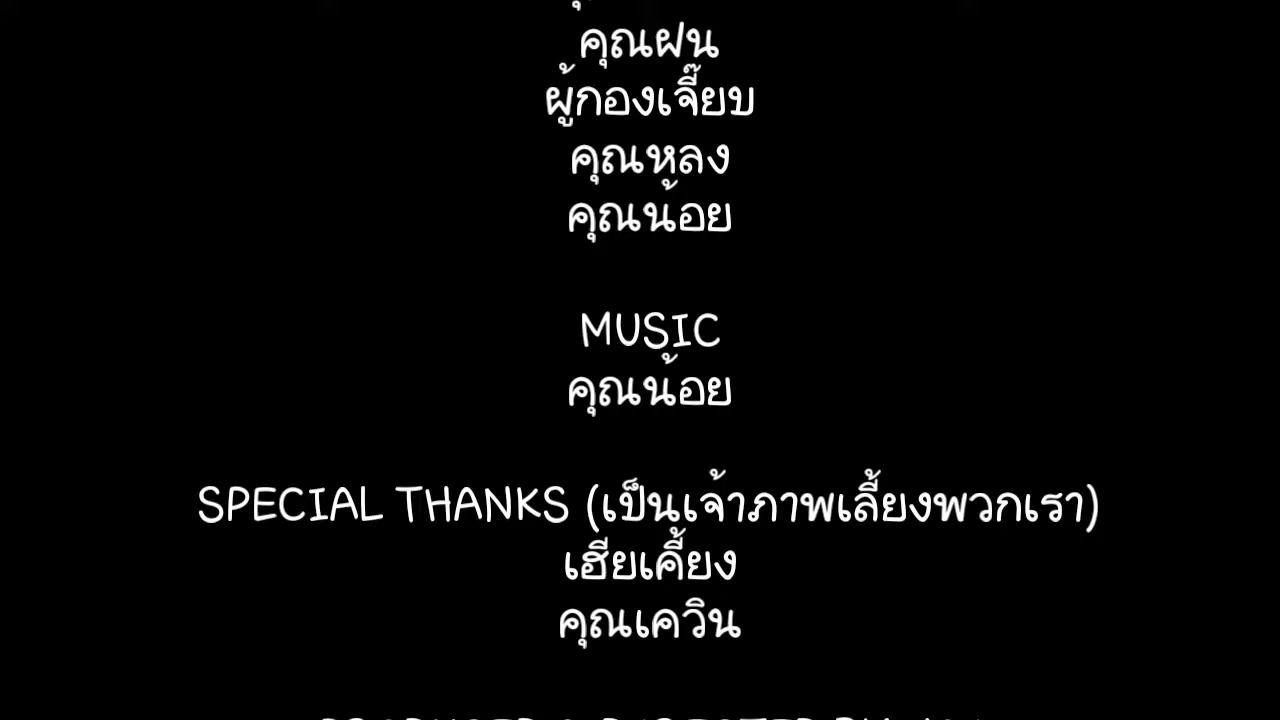 คุณฝน
ผู้กองเจี๊ยบ
คุณหลง
คุณน้อย
MUSIC
คุณน้อย
SPECIAL THANKS (เป็นเจ้าภาพเลี้ยงพวกเรา)
เฮียเคี้ยง
คุณเควิน